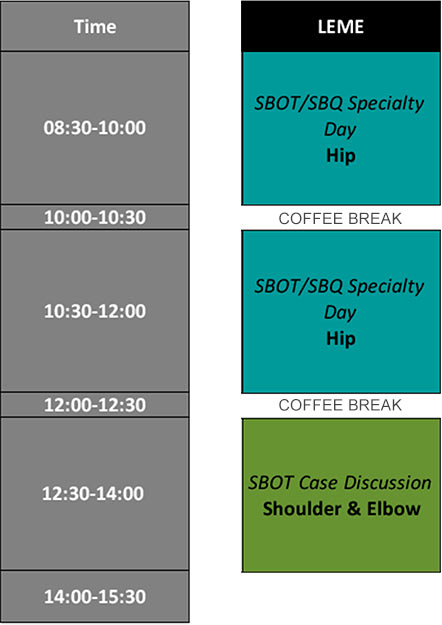 Time
LEME
08:30-10:00
SBOT/SBQ Specialty
Day
Hip
10:00-10:30
COFFEE BREAK
10:30-12:00
SBOT/SBQ Specialty
Day
Hip
12:00-12:30
COFFEE BREAK
12:30-14:00
SBOT Case Discussion
Shoulder & Elbow
14:00-15:30